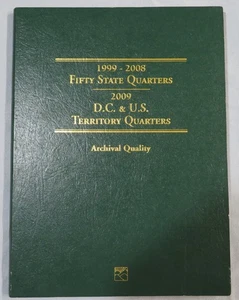 1999 - 2008
FIFTY STATE QUARTERS
2009
D.C. & U.S.
TERRITORY QUARTERS
Archival Quality